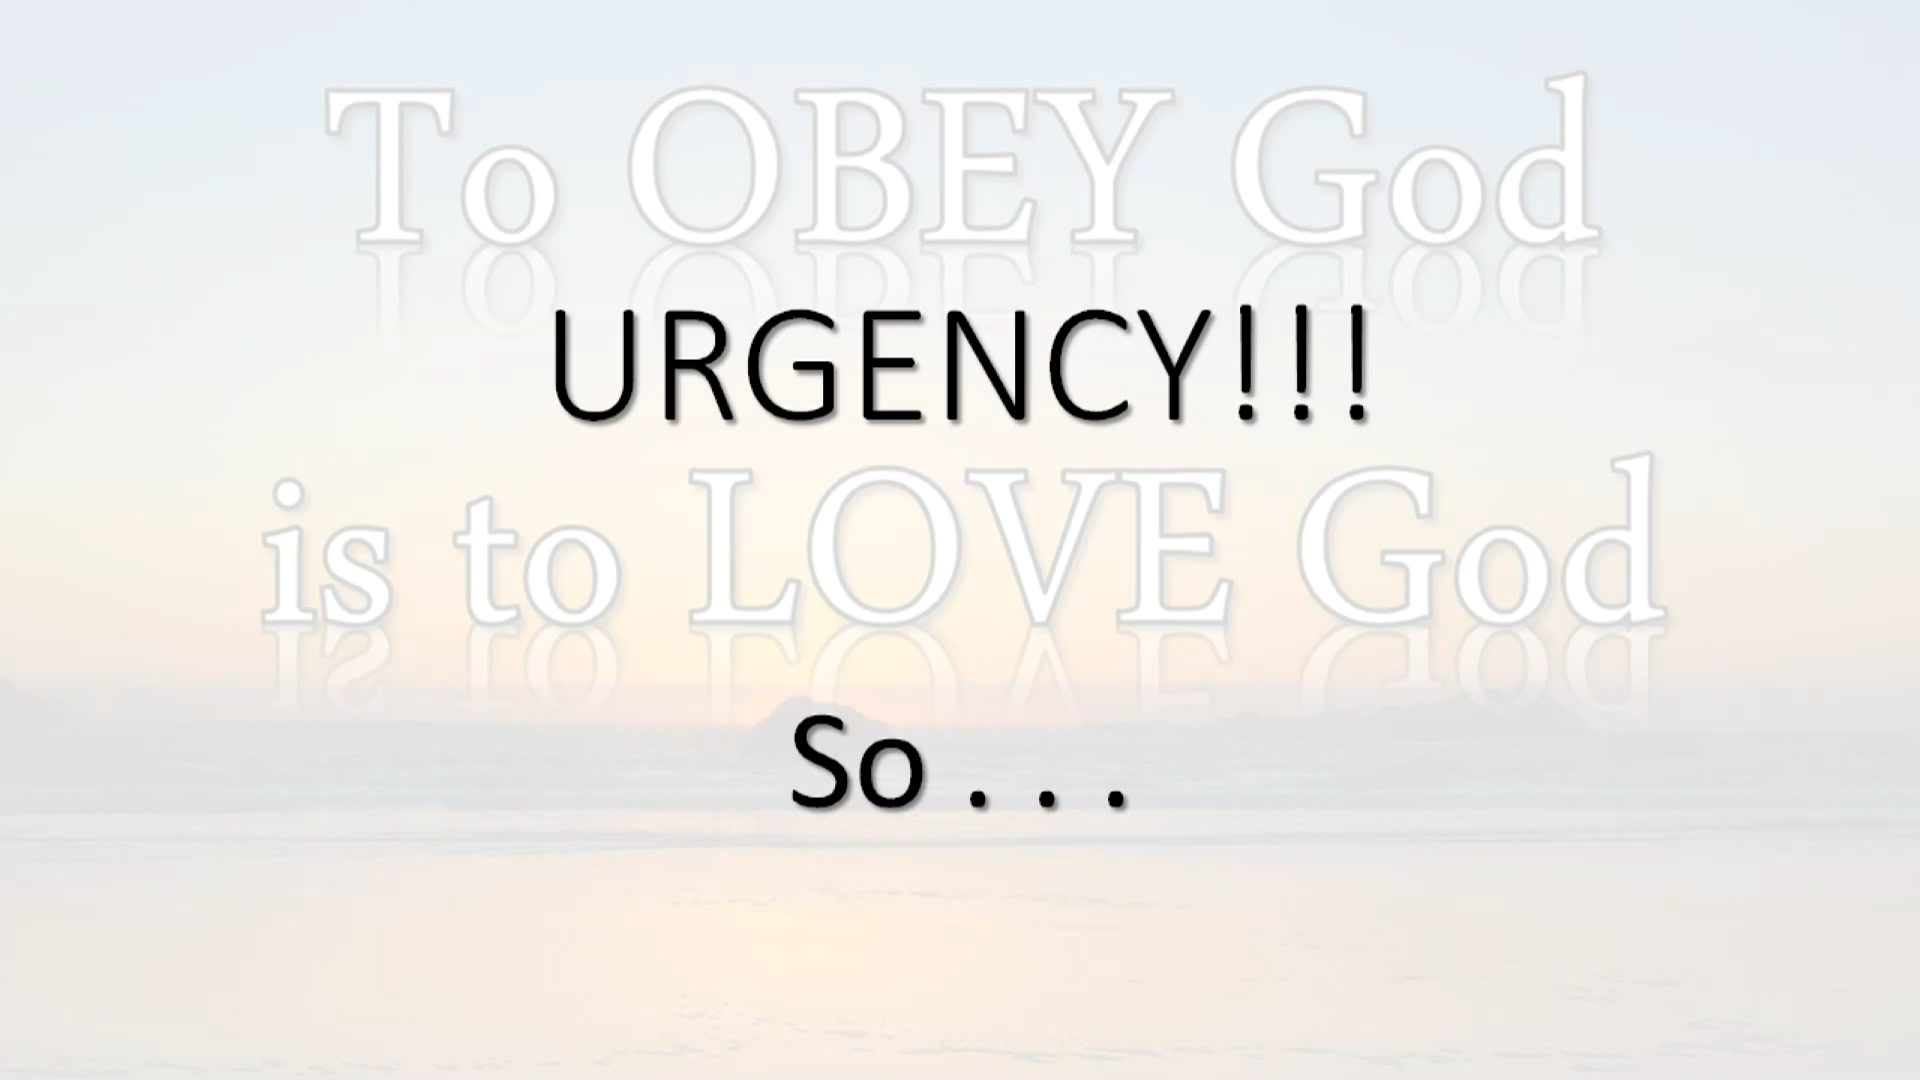 To OBEY God
URGENCY!!!
is to LOVE God
So . . .